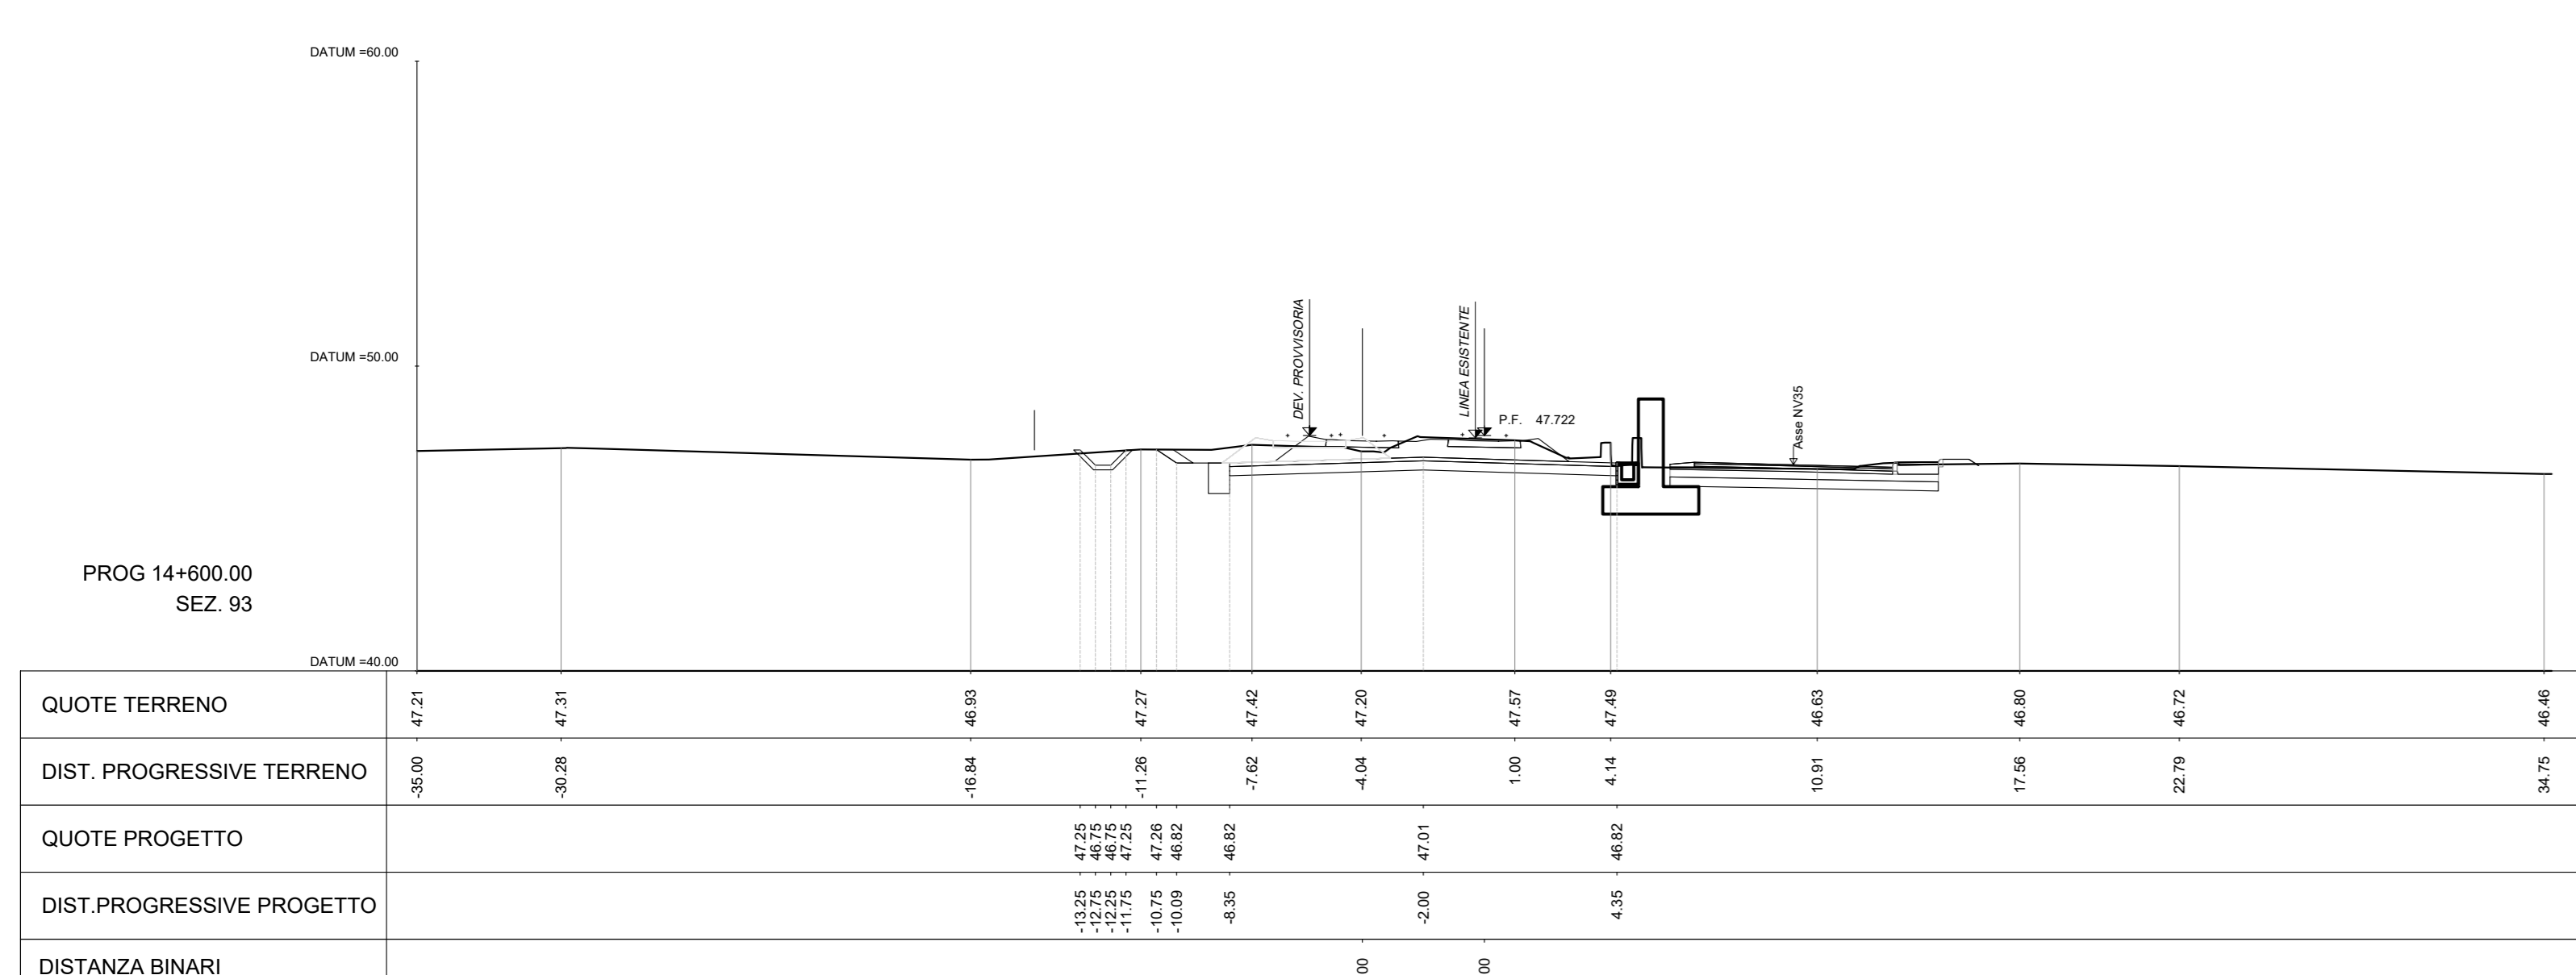 DATUM =60.00
DATUM =50.00
DEV. PROVVISORIA
LINEA ESISTENTE
P.F. 47.722
Asse NV35
PROG 14+600.00
SEZ. 93
DATUM =40.00
QUOTE TERRENO 47.21 47.31 46.93 47.27 47.42 47.20 47.57 47.49 46.63 46.80 46.72 46.46
DIST. PROGRESSIVE TERRENO -35.00 -30.28 -16.84 -11.26 -7.62 -4.04 1.00 4.14 10.91 17.56 22.79 34.75
QUOTE PROGETTO 47.25 46.75 46.75 47.25 47.26 46.82 46.82 47.01 46.82
DIST.PROGRESSIVE PROGETTO -13.25 -12.75 -12.25 -11.75 -10.75 -10.09 -8.35 -2.00 4.35
DISTANZA BINARI 00 00